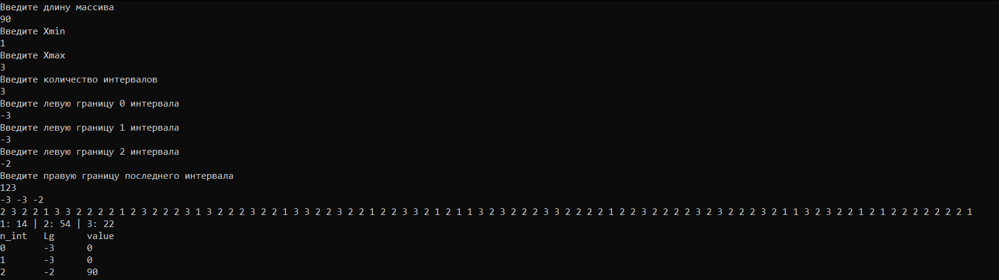 Введите длину массива
90
Введите Xmin
1
Введите Xmax
3
Введите количество интервалов
3
Введите левую границу 0 интервала
-3
Введите левую границу 1 интервала
-3
Введите левую границу 2 интервала
-2
Введите правую границу последнего интервала
123
-3 -3 -2
2 3 2 2 1 3 3 2 2 2 2 1 2 3 2 2 2 3 1 3 2 2 2 3 2 2 1 3 3 2 2 3 2 2 1 2 2 3 3 2 1 2 1 1 3 2 3 2 2 2 3 3 2 2 2 2 1 2 2 3 2 2 2 2 3 2 3 2 2 2 3 2 1 1 3 2 3 2 2 1 2 1 2 2 2 2 2 2 2 1
1: 14 | 2: 54 | 3: 22
n_int Lg value
0 -3 0
1 -3 0
2 -2 90